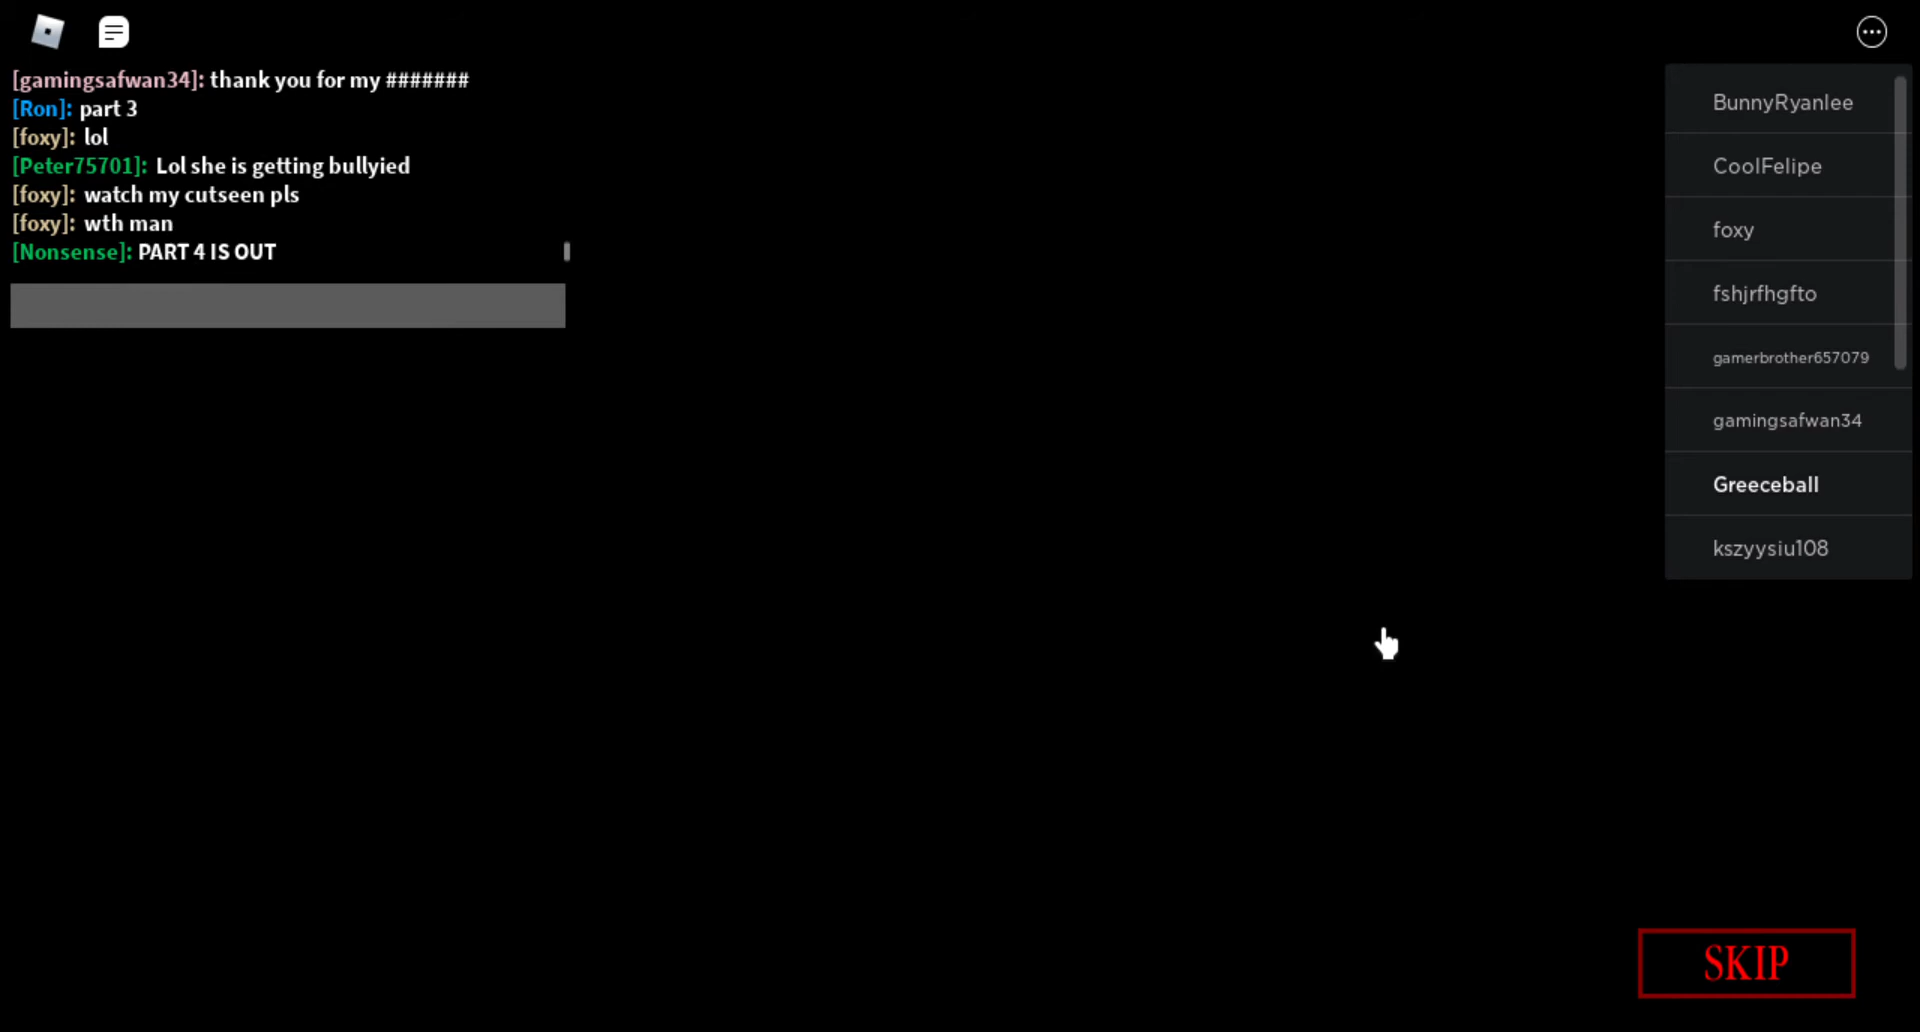 [gamingsafwan34]: thank you for my #######
[Ron]: part 3
[foxy]: lol
[Peter75701]: Lol she is getting bullyied
[foxy]: watch my cutseen pls
[foxy]: wth man
[Nonsense]: PART 4 IS OUT
BunnyRyanlee
CoolFelipe
foxy
fshjrfhgfto
gamerbrother657079
gamingsafwan34
Greeceball
kszyysiu108
SKIP